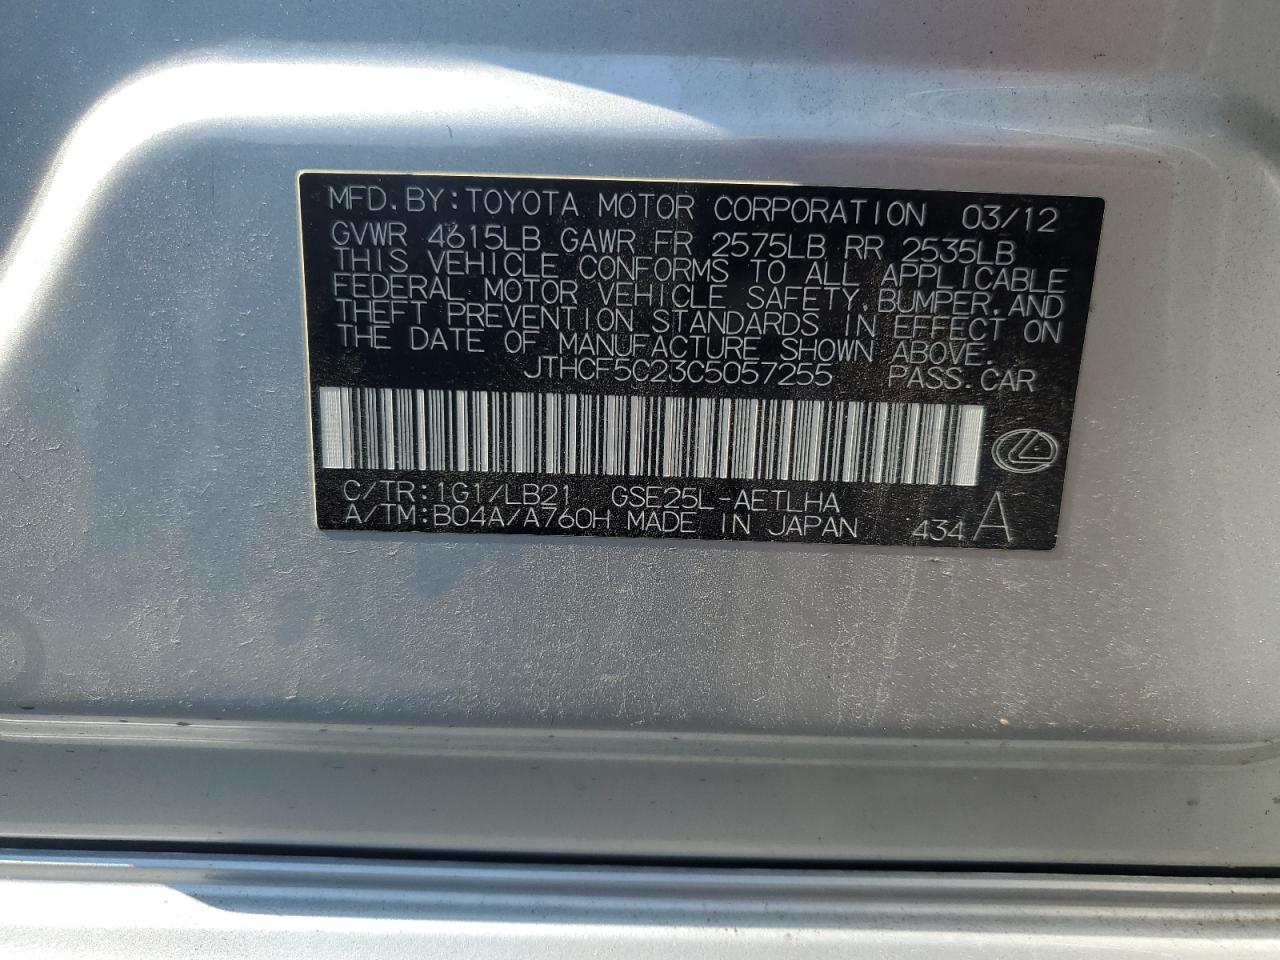 MFD. BY: TOYOTA MOTOR CORPORATION 03/12
GVWR 4615LB GAWR FR 2575LB RR 2535LB
THIS VEHICLE CONFORMS TO ALL APPLICABLE
FEDERAL MOTOR VEHICLE SAFETY, BUMPER, AND
THEFT PREVENTION STANDARDS IN EFFECT ON
THE DATE OF MANUFACTURE SHOWN ABOVE.
JTHCF5C23C5057255 PASS. CAR
C/TR: 1G1/LB21 GSE25L-AETLHA
A/TM: B04A/A760H MADE IN JAPAN 434 A